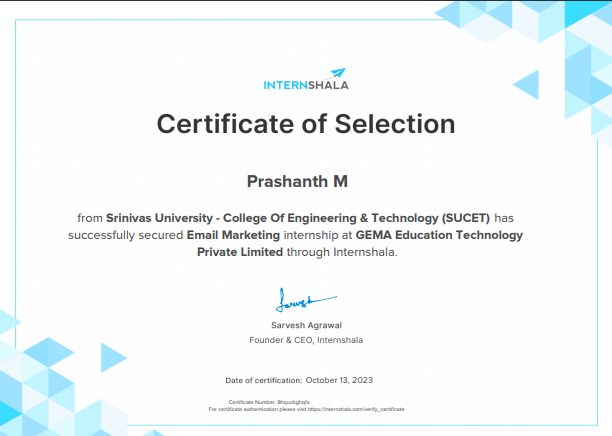 INTERNSHALA
Certificate of Selection
Prashanth M
from Srinivas University - College Of Engineering & Technology (SUCET) has
successfully secured Email Marketing internship at GEMA Education Technology
Private Limited through Internshala.
Sarvesh
Sarvesh Agrawal
Founder & CEO, Internshala
Date of certification: October 13, 2023
Certificate Number:
For certificate authentication please visit https://internshala.com/verify_certificate